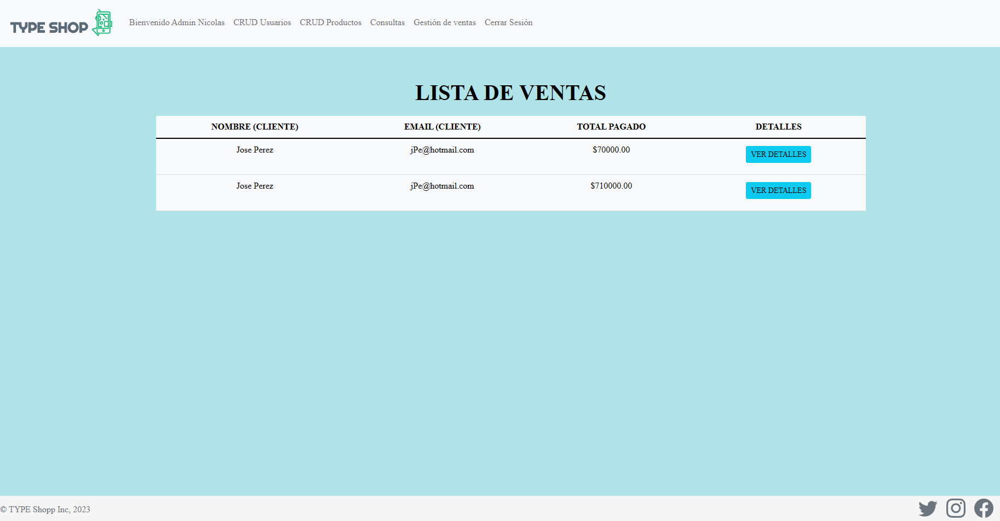 TYPE SHOP
Bienvenido Admin Nicolas CRUD Usuarios CRUD Productos Consultas Gestión de ventas Cerrar Sesión
LISTA DE VENTAS
NOMBRE (CLIENTE) EMAIL (CLIENTE) TOTAL PAGADO DETALLES
Jose Perez jPe@hotmail.com $70000.00 VER DETALLES
Jose Perez jPe@hotmail.com $710000.00 VER DETALLES
© TYPE Shopp Inc, 2023